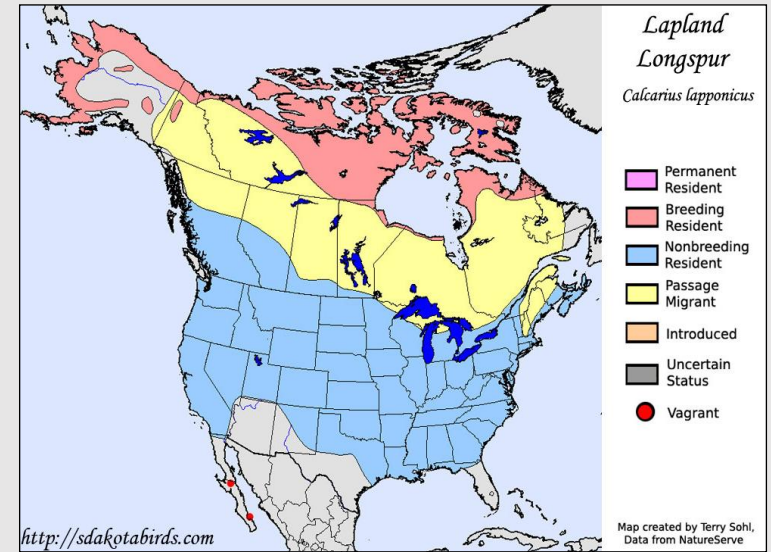 Lapland
Longspur
Calcarius lapponicus
Permanent
Resident
Breeding
Resident
Nonbreeding
Resident
Passage
Migrant
Introduced
Uncertain
Status
Vagrant
Map created by Terry Sohl,
Data from NatureServe
http://sdakotabirds.com